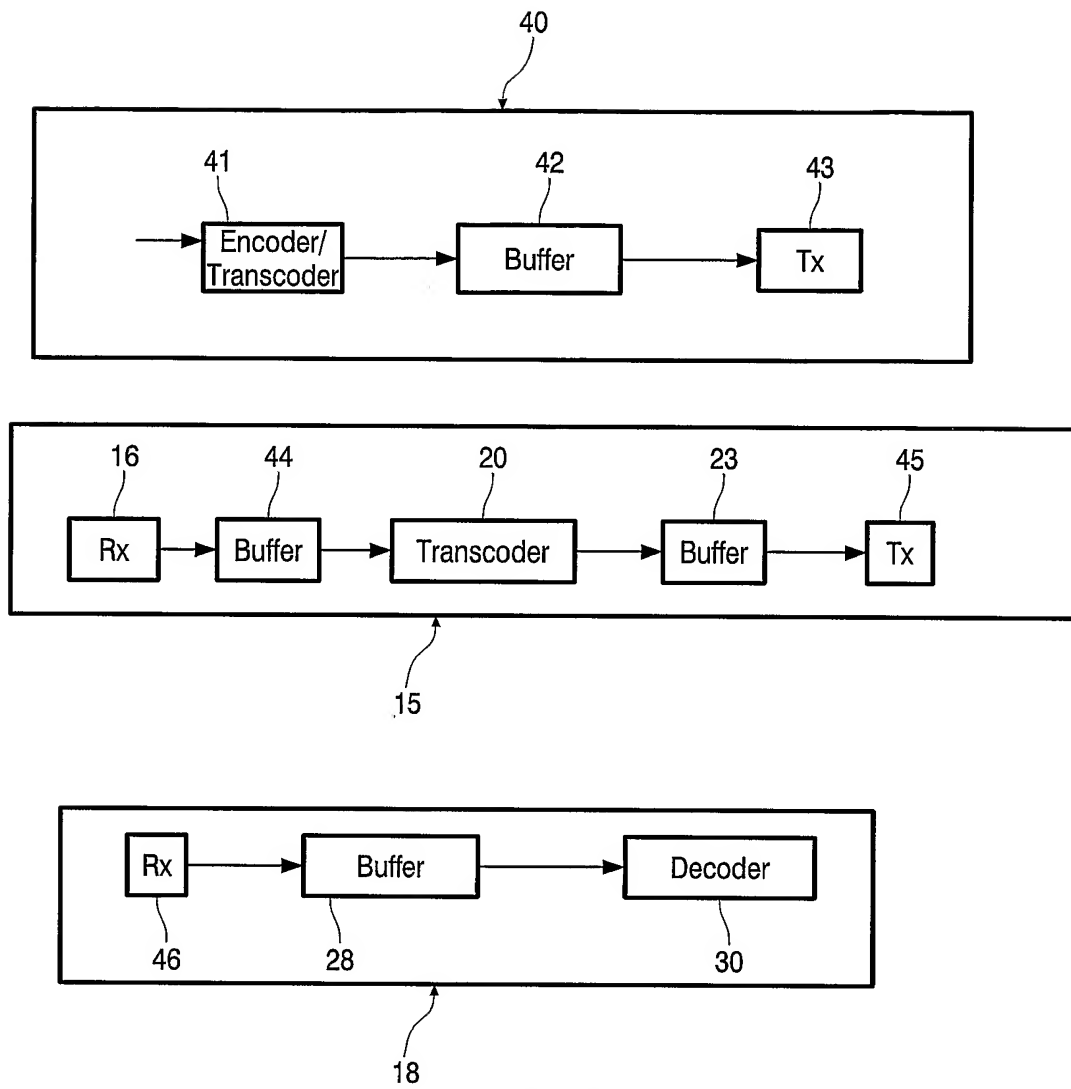 40
41
42
43
Encoder/
Transcoder
Buffer
Tx
16
44
20
23
45
Rx
Buffer
Transcoder
Buffer
Tx
15
Rx
Buffer
Decoder
46
28
30
18